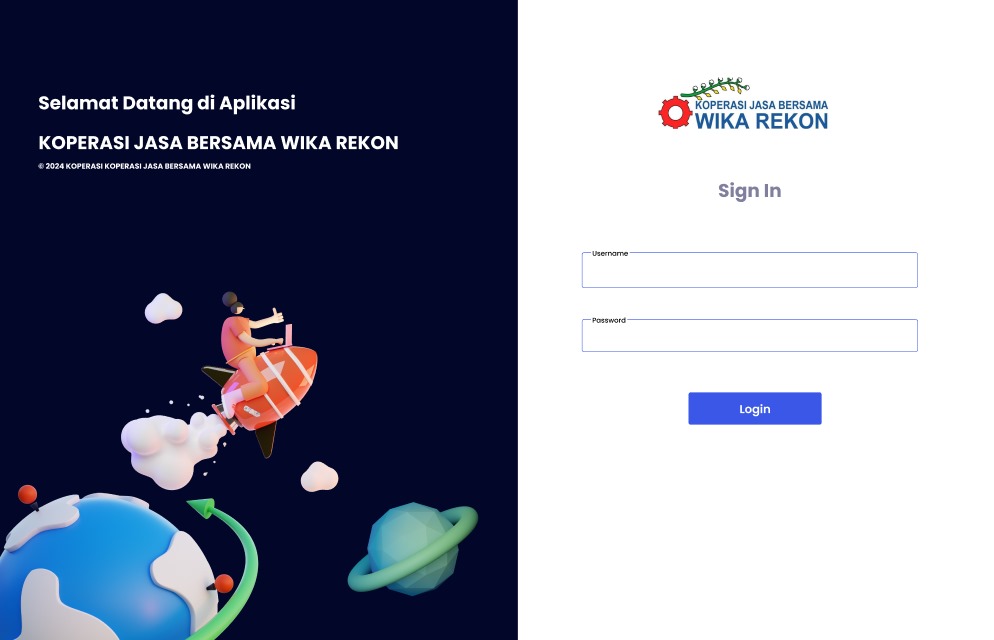 Selamat Datang di Aplikasi
KOPERASI JASA BERSAMA WIKA REKON
© 2024 KOPERASI KOPERASI JASA BERSAMA WIKA REKON
KOPERASI JASA BERSAMA
WIKA REKON
Sign In
Username
Password
Login